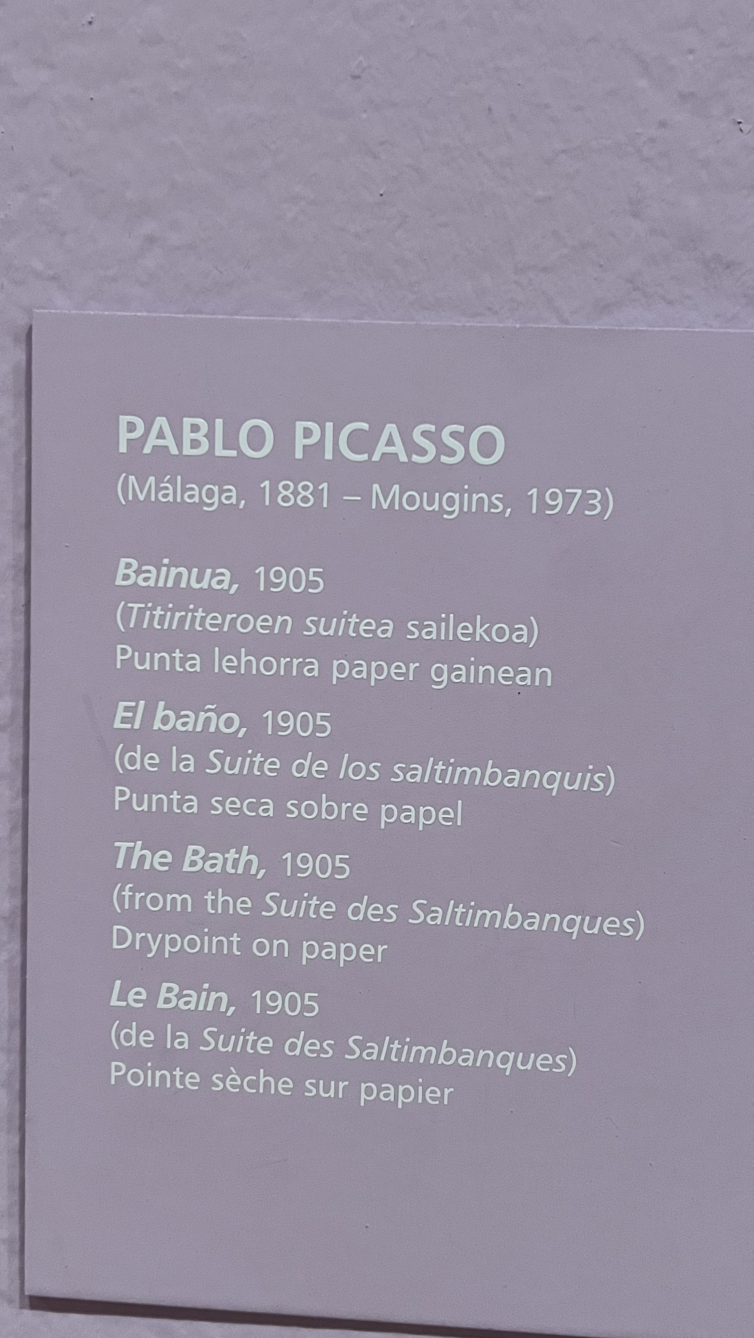 PABLO PICASSO
(Málaga, 1881 – Mougins, 1973)
Bainua, 1905
(Titiriteroen suitea sailekoa)
Punta lehorra paper gainean
El baño, 1905
(de la Suite de los saltimbanquis)
Punta seca sobre papel
The Bath, 1905
(from the Suite des Saltimbanques)
Drypoint on paper
Le Bain, 1905
(de la Suite des Saltimbanques)
Pointe sèche sur papier